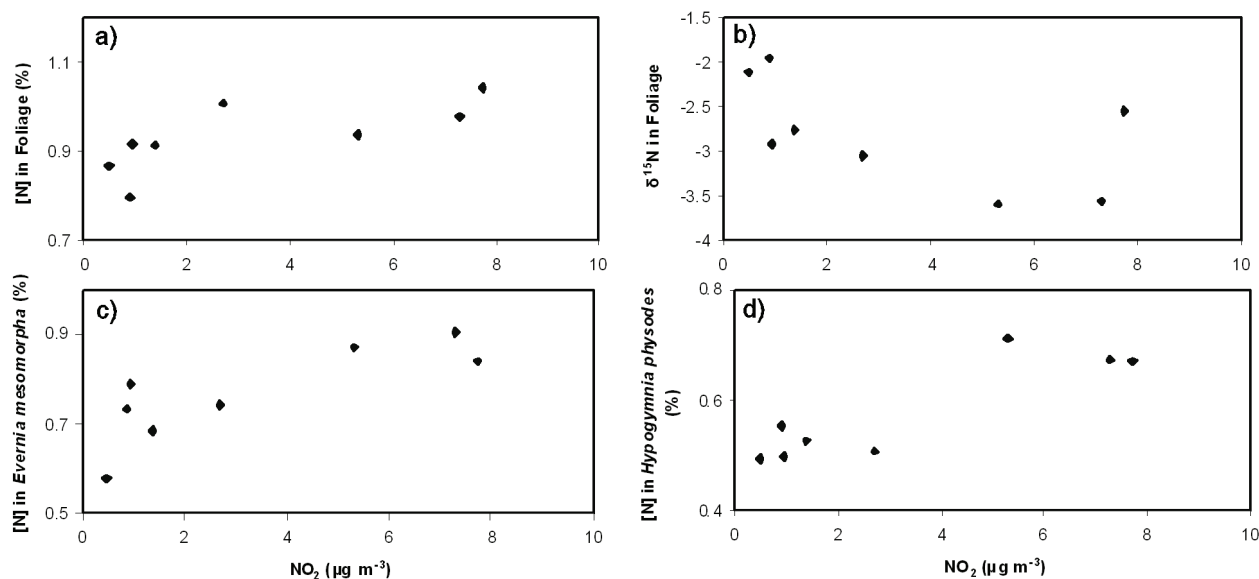 a)
[N] in Foliage (%)
1.1
0.9
0.7
0 2 4 6 8 10
b)
δ¹⁵N in Foliage
-1.5
-2
-2.5
-3
-3.5
-4
0 2 4 6 8 10
c)
[N] in Evernia mesomorpha (%)
0.9
0.7
0.5
0 2 4 6 8 10
NO₂ (µg m⁻³)
d)
[N] in Hypogymnia physodes
(%)
0.8
0.6
0.4
0 2 4 6 8 10
NO₂ (µg m⁻³)